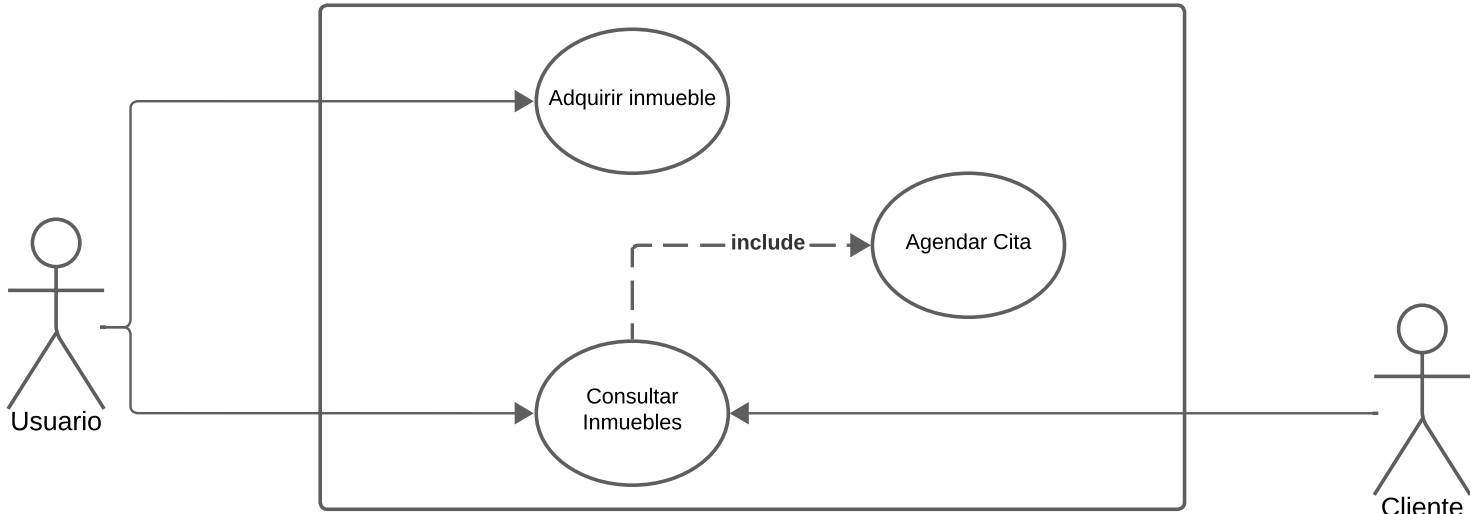 Adquirir inmueble
include
Agendar Cita
Consultar
Inmuebles
Usuario
Cliente